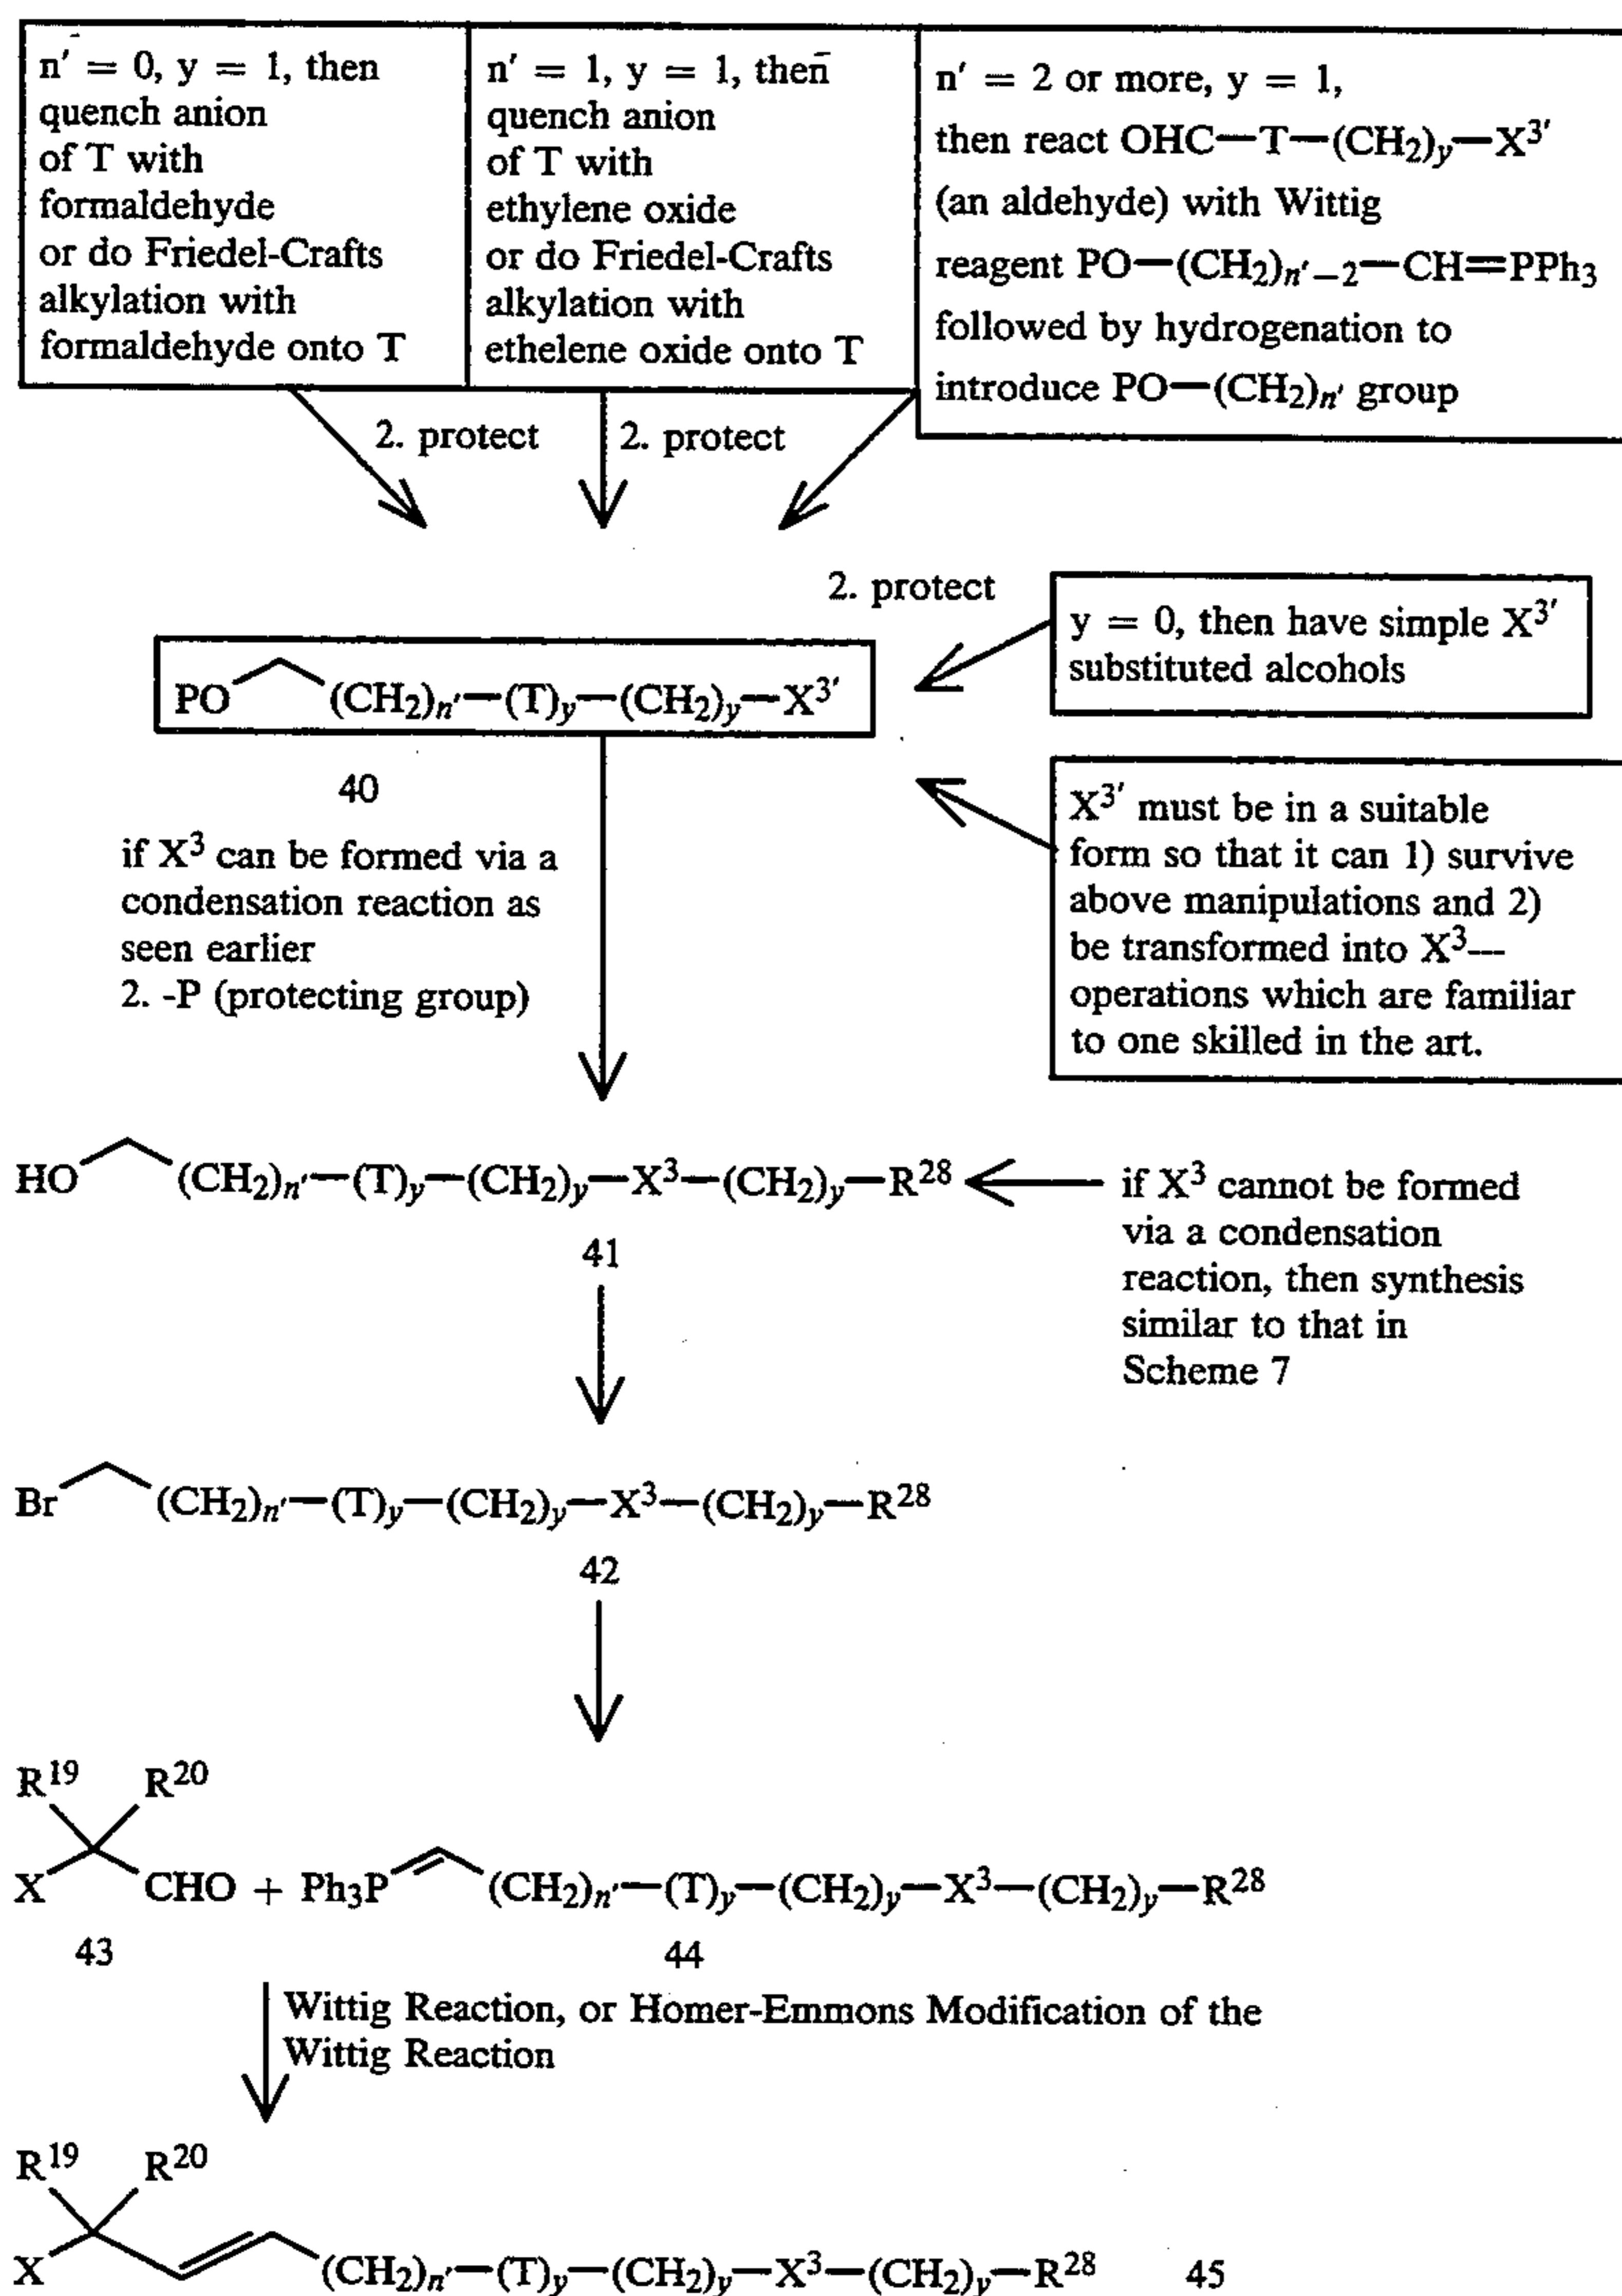 n′ = 0, y = 1, then
quench anion
of T with
formaldehyde
or do Friedel-Crafts
alkylation with
formaldehyde onto T
n′ = 1, y = 1, then
quench anion
of T with
ethylene oxide
or do Friedel-Crafts
alkylation with
ethelene oxide onto T
n′ = 2 or more, y = 1,
then react OHC—T—(CH₂)y—X³′
(an aldehyde) with Wittig
reagent PO—(CH₂)n′−2—CH=PPh₃
followed by hydrogenation to
introduce PO—(CH₂)n′ group
2. protect
2. protect
2. protect
y = 0, then have simple X³′
substituted alcohols
PO (CH₂)n′—(T)y—(CH₂)y—X³′
40
X³′ must be in a suitable
form so that it can 1) survive
above manipulations and 2)
be transformed into X³—
operations which are familiar
to one skilled in the art.
if X³ can be formed via a
condensation reaction as
seen earlier
2. -P (protecting group)
HO (CH₂)n′—(T)y—(CH₂)y—X³—(CH₂)y—R²⁸
41
if X³ cannot be formed
via a condensation
reaction, then synthesis
similar to that in
Scheme 7
Br (CH₂)n′—(T)y—(CH₂)y—X³—(CH₂)y—R²⁸
42
R¹⁹ R²⁰
X CHO + Ph₃P (CH₂)n′—(T)y—(CH₂)y—X³—(CH₂)y—R²⁸
43 44
Wittig Reaction, or Homer-Emmons Modification of the
Wittig Reaction
R¹⁹ R²⁰
X (CH₂)n′—(T)y—(CH₂)y—X³—(CH₂)y—R²⁸ 45